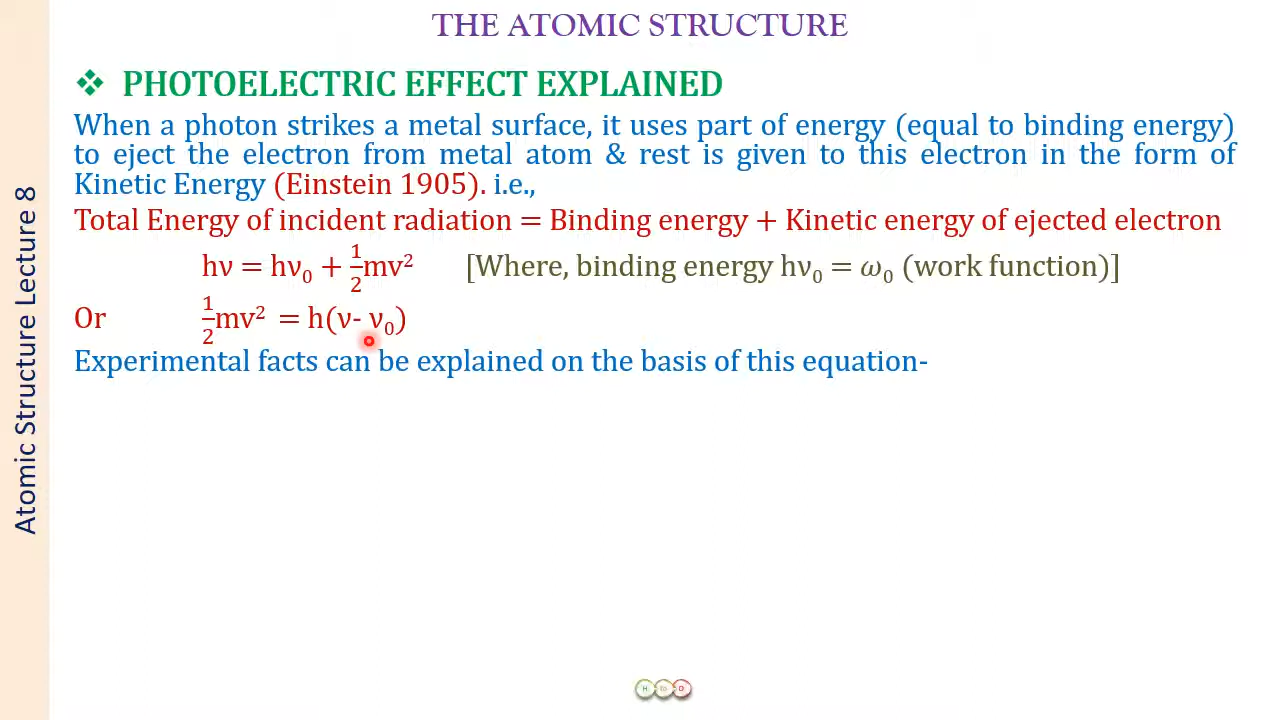 THE ATOMIC STRUCTURE
❖ PHOTOELECTRIC EFFECT EXPLAINED
When a photon strikes a metal surface, it uses part of energy (equal to binding energy)
to eject the electron from metal atom & rest is given to this electron in the form of
Kinetic Energy (Einstein 1905). i.e.,
Total Energy of incident radiation = Binding energy + Kinetic energy of ejected electron
hν = hν₀ + ½mv² [Where, binding energy hν₀ = ω₀ (work function)]
Or ½mv² = h(ν- ν₀)
Experimental facts can be explained on the basis of this equation-
Atomic Structure Lecture 8
H to O